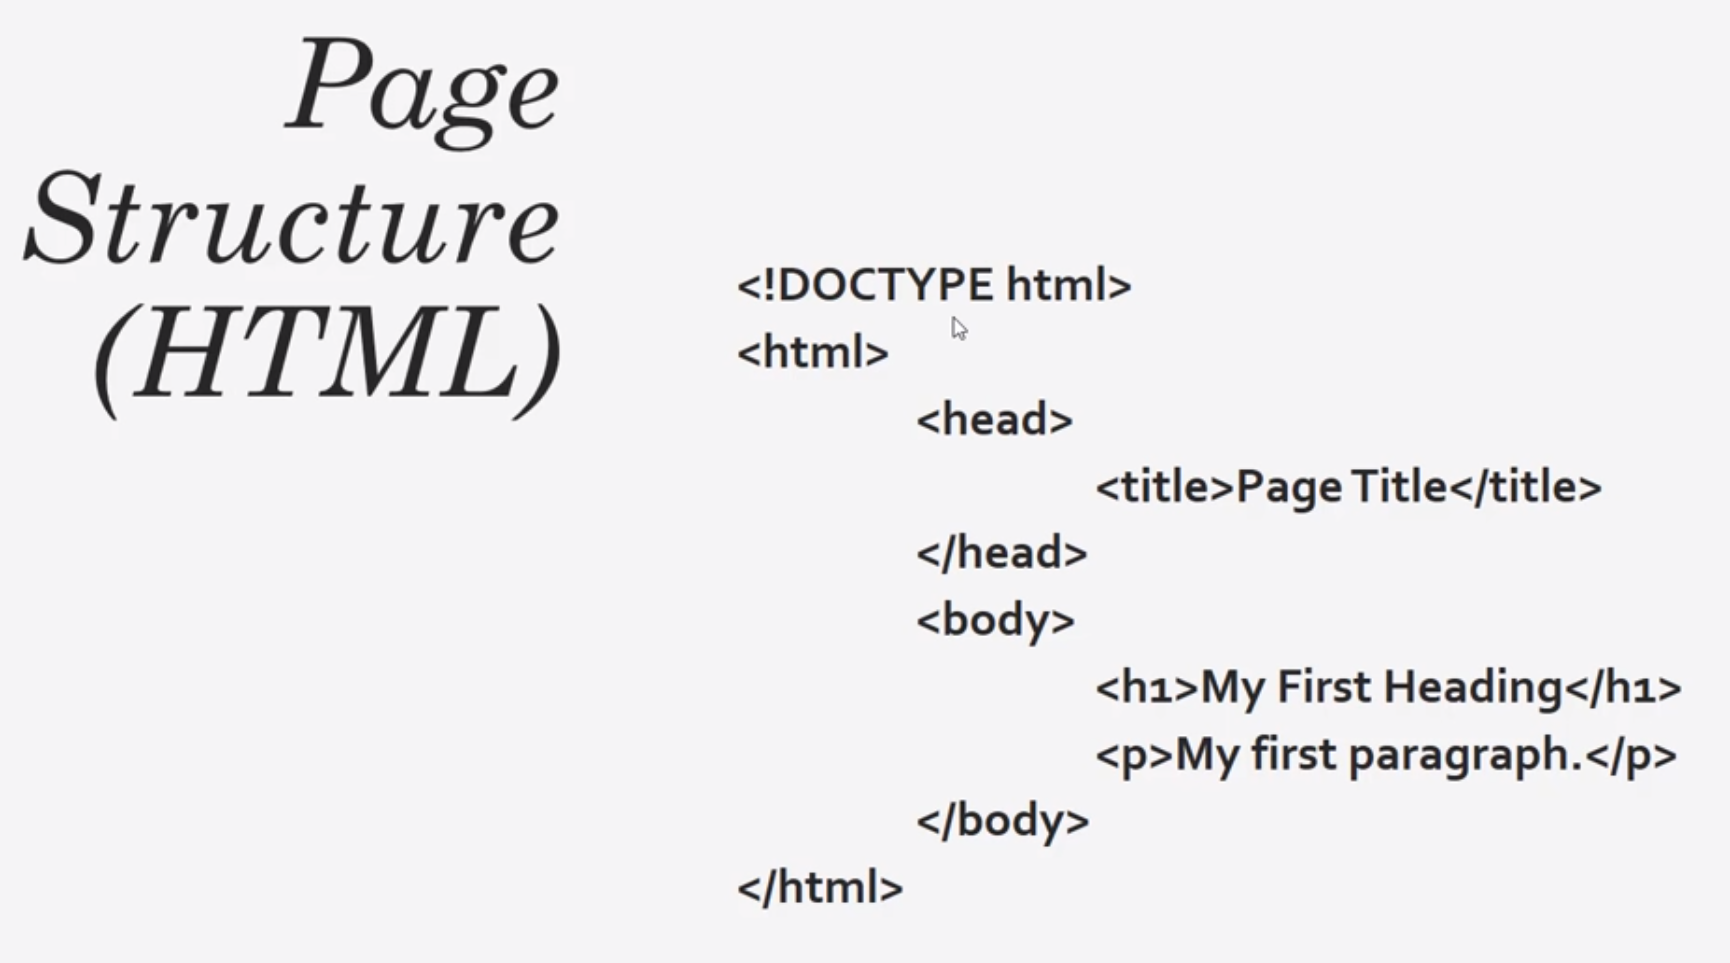 Page
Structure
(HTML)
<!DOCTYPE html>
<html>
<head>
<title>Page Title</title>
</head>
<body>
<h1>My First Heading</h1>
<p>My first paragraph.</p>
</body>
</html>